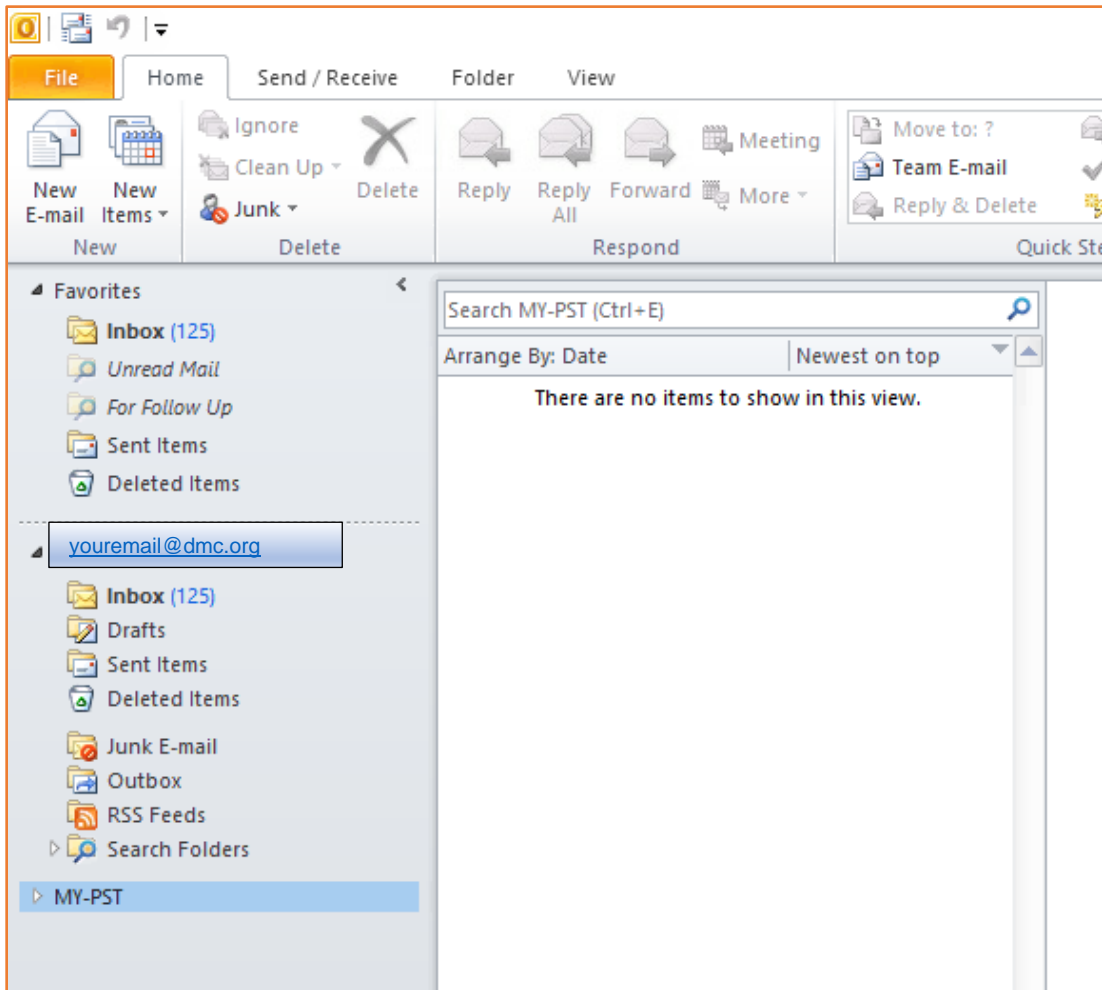 File Home Send / Receive Folder View
Ignore Meeting Move to: ?
Clean Up Team E-mail
New E-mail New Items Junk Delete Reply Reply All Forward More Reply & Delete
New Delete Respond Quick Ste
Favorites
Inbox (125)
Unread Mail
For Follow Up
Sent Items
Deleted Items
youremail@dmc.org
Inbox (125)
Drafts
Sent Items
Deleted Items
Junk E-mail
Outbox
RSS Feeds
Search Folders
MY-PST
Search MY-PST (Ctrl+E)
Arrange By: Date Newest on top
There are no items to show in this view.